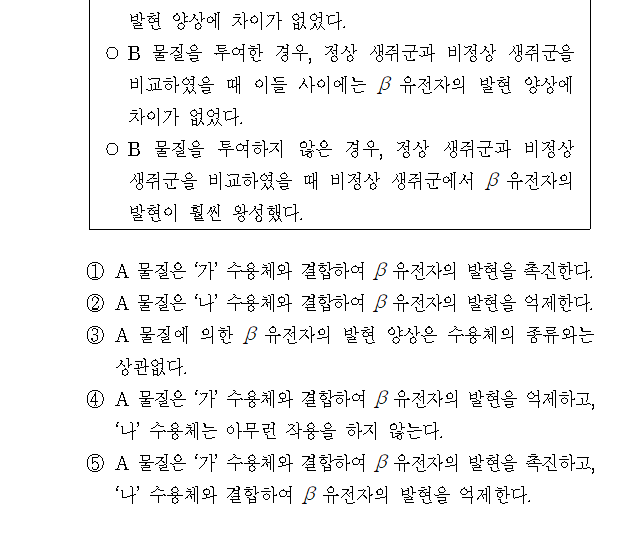 발현 양상에 차이가 없었다.
○ B 물질을 투여한 경우, 정상 생쥐군과 비정상 생쥐군을
비교하였을 때 이들 사이에는 β 유전자의 발현 양상에
차이가 없었다.
○ B 물질을 투여하지 않은 경우, 정상 생쥐군과 비정상
생쥐군을 비교하였을 때 비정상 생쥐군에서 β 유전자의
발현이 훨씬 왕성했다.
① A 물질은 ‘가’ 수용체와 결합하여 β 유전자의 발현을 촉진한다.
② A 물질은 ‘나’ 수용체와 결합하여 β 유전자의 발현을 억제한다.
③ A 물질에 의한 β 유전자의 발현 양상은 수용체의 종류와는
상관없다.
④ A 물질은 ‘가’ 수용체와 결합하여 β 유전자의 발현을 억제하고,
‘나’ 수용체는 아무런 작용을 하지 않는다.
⑤ A 물질은 ‘가’ 수용체와 결합하여 β 유전자의 발현을 촉진하고,
‘나’ 수용체와 결합하여 β 유전자의 발현을 억제한다.